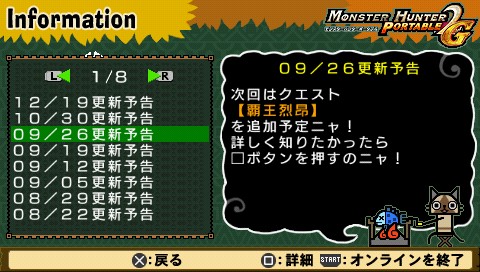 Information
MONSTER HUNTER
PORTABLE 2nd G
L 1/8 R
12/19更新予告
10/30更新予告
09/26更新予告
09/19更新予告
09/12更新予告
09/05更新予告
08/29更新予告
08/22更新予告
09/26更新予告
次回はクエスト
【覇王烈昂】
を追加予定ニャ！
詳しく知りたかったら
□ボタンを押すのニャ！
×:戻る
□:詳細 START:オンラインを終了